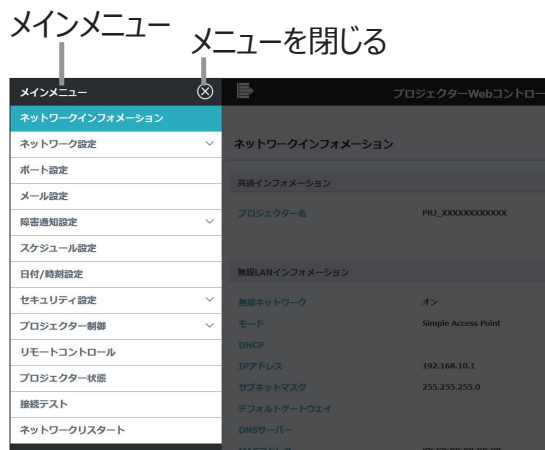 メインメニュー
メニューを閉じる
メインメニュー
プロジェクターWebコントロー
ネットワークインフォメーション
ネットワーク設定
ポート設定
メール設定
障害通知設定
スケジュール設定
日付/時刻設定
セキュリティ設定
プロジェクター制御
リモートコントロール
プロジェクター状態
接続テスト
ネットワークリスタート
ネットワークインフォメーション
共通インフォメーション
プロジェクター名 PRJ_XXXXXXXXXXXX
無線LANインフォメーション
無線ネットワーク オン
モード Simple Access Point
DHCP
IPアドレス 192.168.10.1
サブネットマスク 255.255.255.0
デフォルトゲートウェイ
DNSサーバー